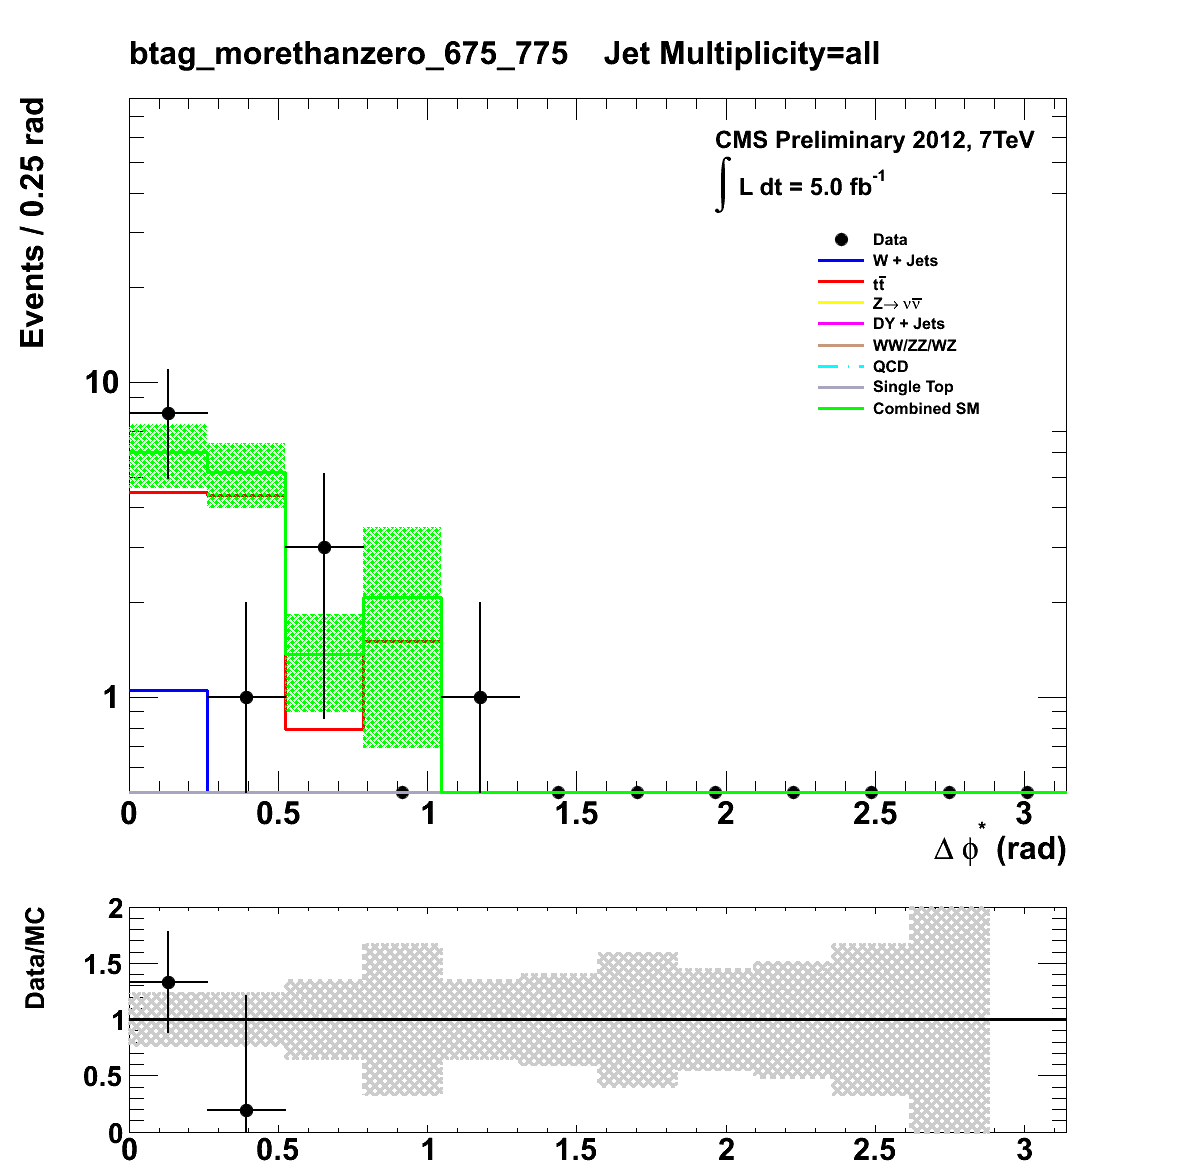 btag_morethanzero_675_775 Jet Multiplicity=all
Events / 0.25 rad
CMS Preliminary 2012, 7TeV
∫ L dt = 5.0 fb⁻¹
Data
W + Jets
tt̅
Z→ νν̅
DY + Jets
WW/ZZ/WZ
QCD
Single Top
Combined SM
10
1
0 0.5 1 1.5 2 2.5 3
Δ ϕ* (rad)
Data/MC
2
1.5
1
0.5
0
0 0.5 1 1.5 2 2.5 3